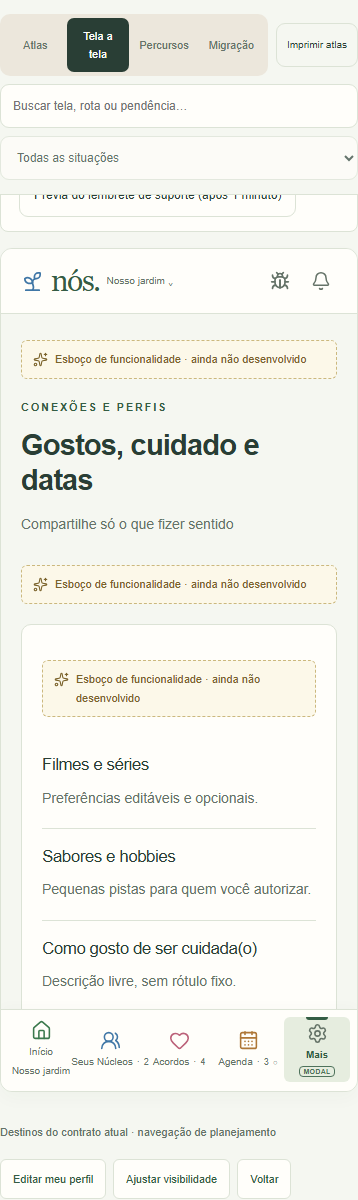 Atlas
Tela a
tela
Percursos
Migração
Imprimir atlas
Buscar tela, rota ou pendência…
Todas as situações
Prévia do lembrete de suporte (após 1 minuto)
nós.
Nosso jardim
Esboço de funcionalidade · ainda não desenvolvido
CONEXÕES E PERFIS
Gostos, cuidado e
datas
Compartilhe só o que fizer sentido
Esboço de funcionalidade · ainda não desenvolvido
Esboço de funcionalidade · ainda não
desenvolvido
Filmes e séries
Preferências editáveis e opcionais.
Sabores e hobbies
Pequenas pistas para quem você autorizar.
Como gosto de ser cuidada(o)
Descrição livre, sem rótulo fixo.
Início
Nosso jardim
Seus Núcleos · 2
Acordos · 4
Agenda · 3
Mais
MODAL
Destinos do contrato atual · navegação de planejamento
Editar meu perfil
Ajustar visibilidade
Voltar